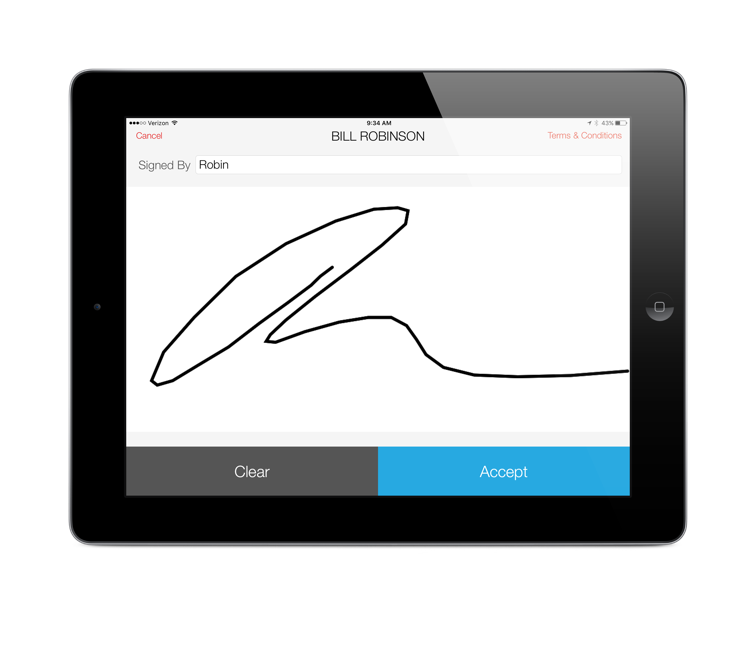 Verizon 9:34 AM 43%
Cancel BILL ROBINSON Terms & Conditions
Signed By Robin
Clear Accept